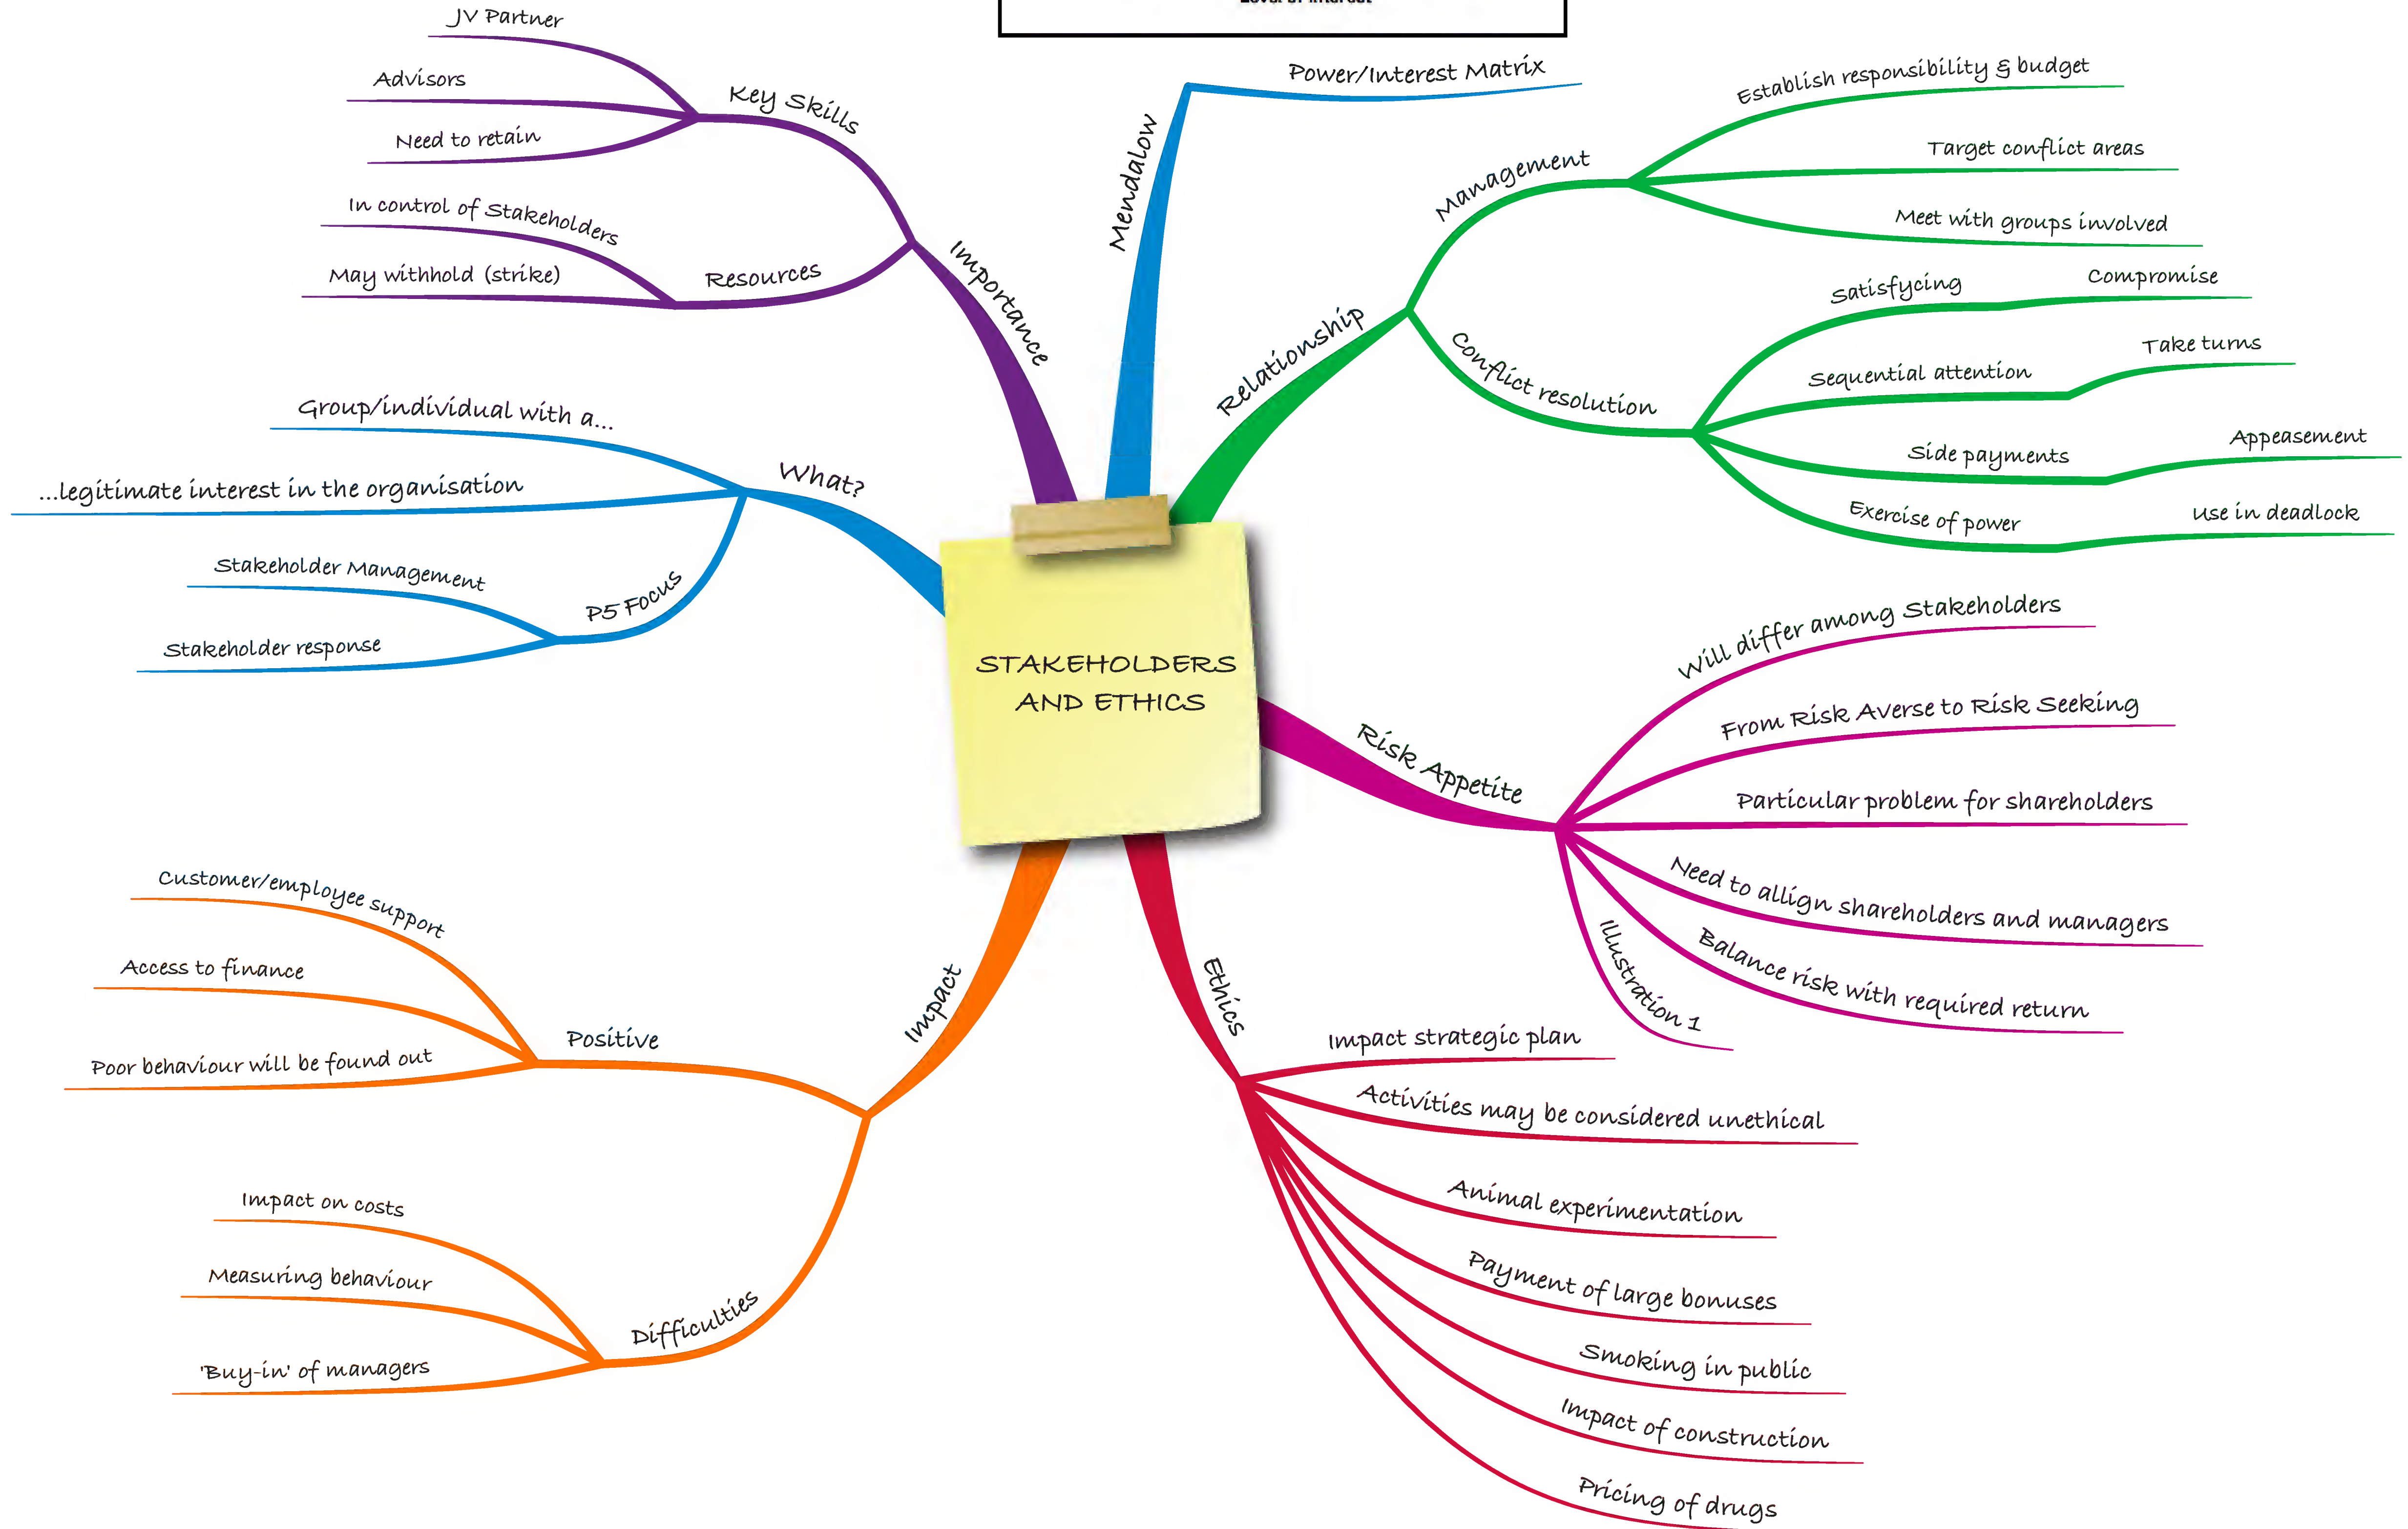 Level of interest
JV Partner
Advisors
Need to retain
Key Skills
In control of Stakeholders
May withhold (strike)
Resources
Importance
Mendalow
Power/Interest Matrix
Relationship
Management
Establish responsibility & budget
Target conflict areas
Meet with groups involved
Conflict resolution
Satisfycing
Compromise
Sequential attention
Take turns
Side payments
Appeasement
Exercise of power
Use in deadlock
What?
Group/individual with a...
...legitimate interest in the organisation
P5 Focus
Stakeholder Management
Stakeholder response
STAKEHOLDERS
AND ETHICS
Risk Appetite
Will differ among Stakeholders
From Risk Averse to Risk Seeking
Particular problem for shareholders
Need to allign shareholders and managers
Balance risk with required return
Illustration 1
Impact
Positive
Customer/employee support
Access to finance
Poor behaviour will be found out
Difficulties
Impact on costs
Measuring behaviour
'Buy-in' of managers
Ethics
Impact strategic plan
Activities may be considered unethical
Animal experimentation
Payment of large bonuses
Smoking in public
Impact of construction
Pricing of drugs